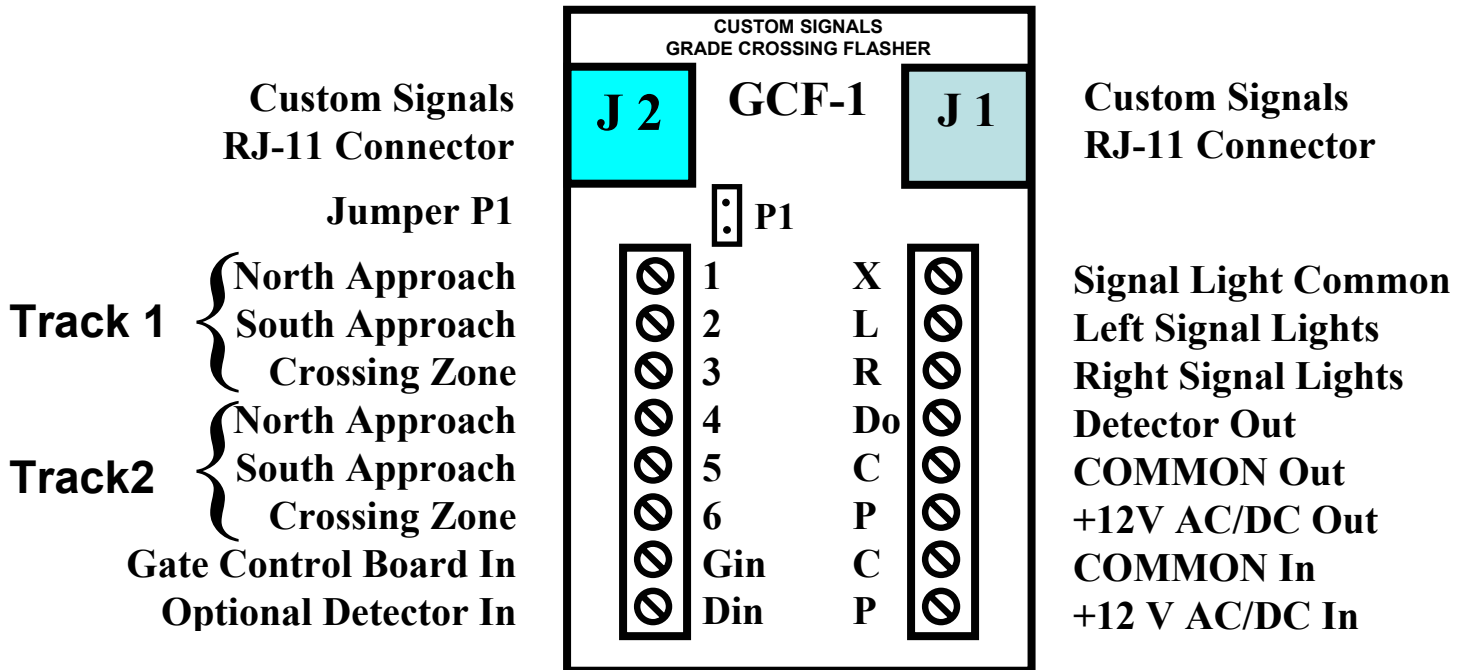 CUSTOM SIGNALS
GRADE CROSSING FLASHER
Custom Signals
RJ-11 Connector
J 2
GCF-1
J 1
Custom Signals
RJ-11 Connector
Jumper P1
P1
Track 1
North Approach
1
X
Signal Light Common
South Approach
2
L
Left Signal Lights
Crossing Zone
3
R
Right Signal Lights
Track2
North Approach
4
Do
Detector Out
South Approach
5
C
COMMON Out
Crossing Zone
6
P
+12V AC/DC Out
Gate Control Board In
Gin
C
COMMON In
Optional Detector In
Din
P
+12 V AC/DC In